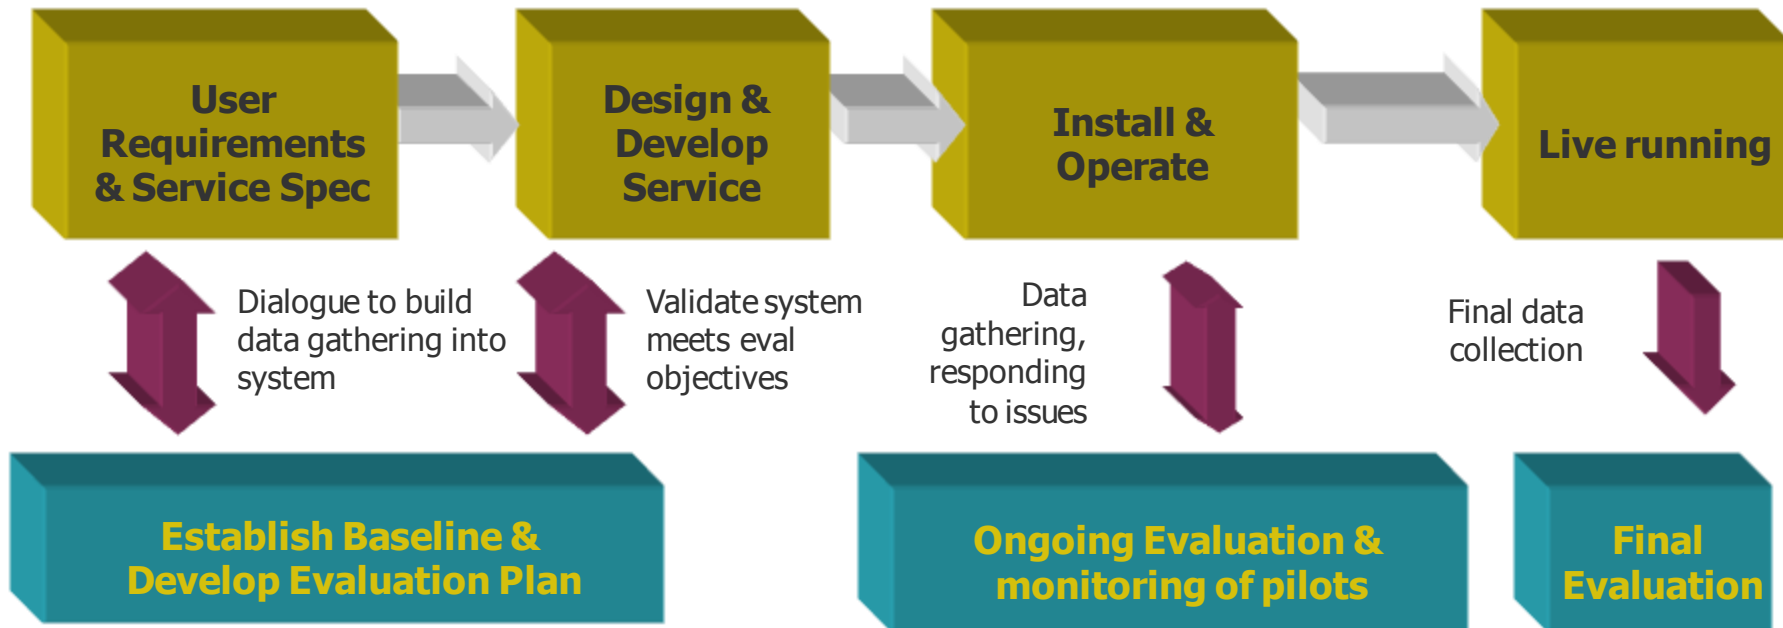 User
Requirements
& Service Spec
Design &
Develop
Service
Install &
Operate
Live running
Dialogue to build
data gathering into
system
Validate system
meets eval
objectives
Data
gathering,
responding
to issues
Final data
collection
Establish Baseline &
Develop Evaluation Plan
Ongoing Evaluation &
monitoring of pilots
Final
Evaluation